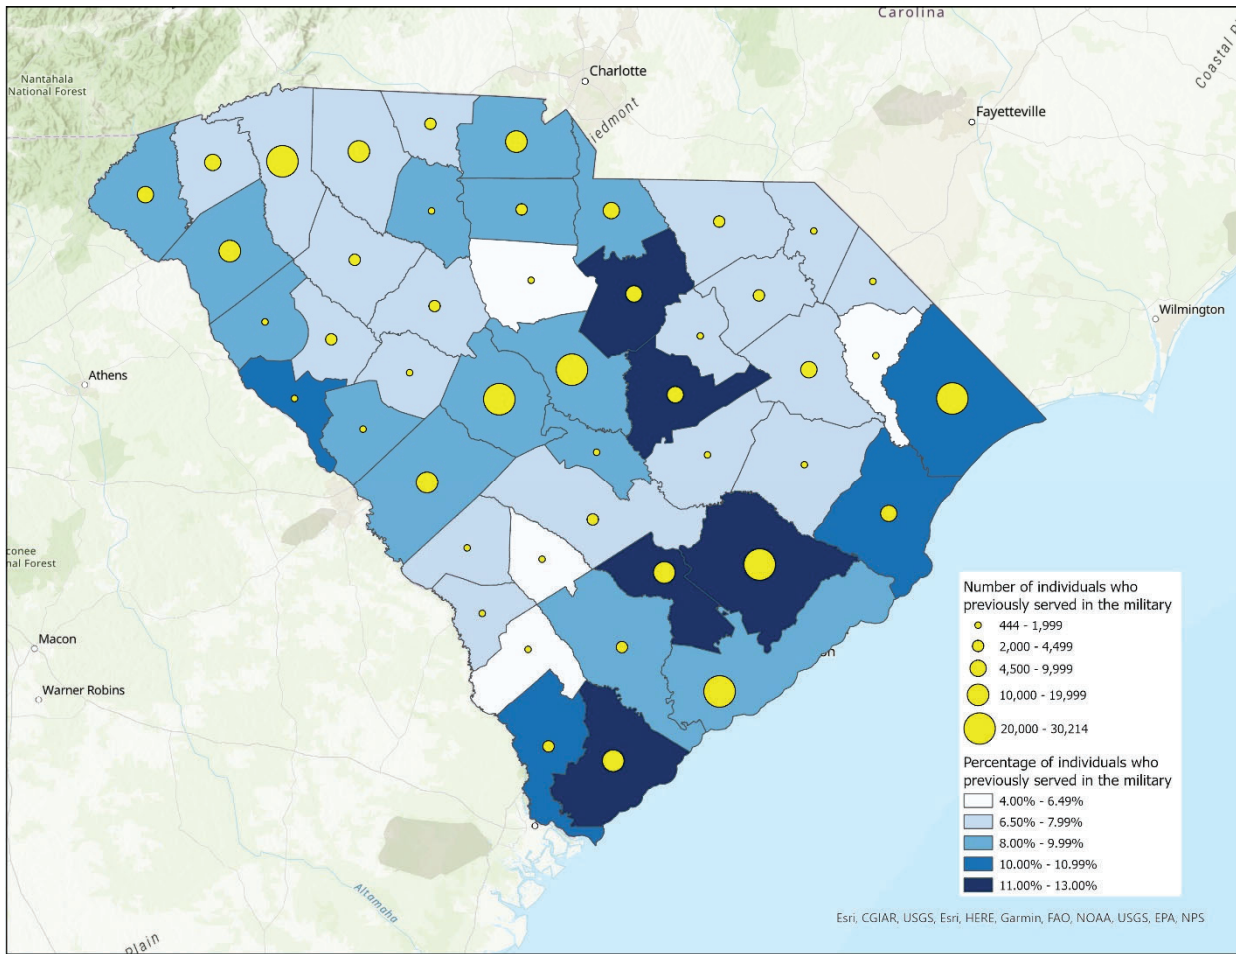 Carolina
Coastal
Nantahala
National Forest
Charlotte
iedmont
Fayetteville
Wilmington
Athens
conee
nal Forest
Macon
Warner Robins
on
Altamaha
Plain
Number of individuals who
previously served in the military
444 - 1,999
2,000 - 4,499
4,500 - 9,999
10,000 - 19,999
20,000 - 30,214
Percentage of individuals who
previously served in the military
4.00% - 6.49%
6.50% - 7.99%
8.00% - 9.99%
10.00% - 10.99%
11.00% - 13.00%
Esri, CGIAR, USGS, Esri, HERE, Garmin, FAO, NOAA, USGS, EPA, NPS